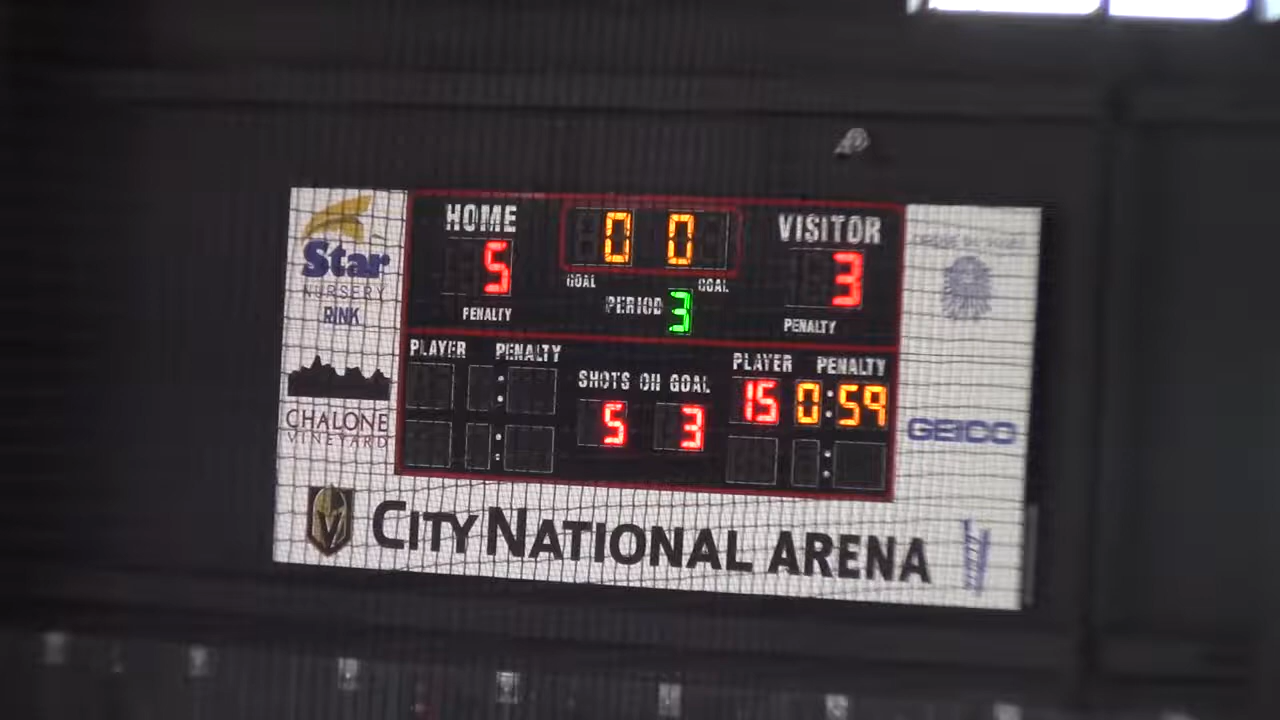 HOME
0 0
VISITOR
5
3
GOAL
GOAL
PERIOD 3
PENALTY
PENALTY
PLAYER PENALTY
PLAYER PENALTY
SHOTS ON GOAL
5 3
15 0:59
Star
NURSERY
RINK
CHALONE
VINEYARD
GEICO
CITY NATIONAL ARENA